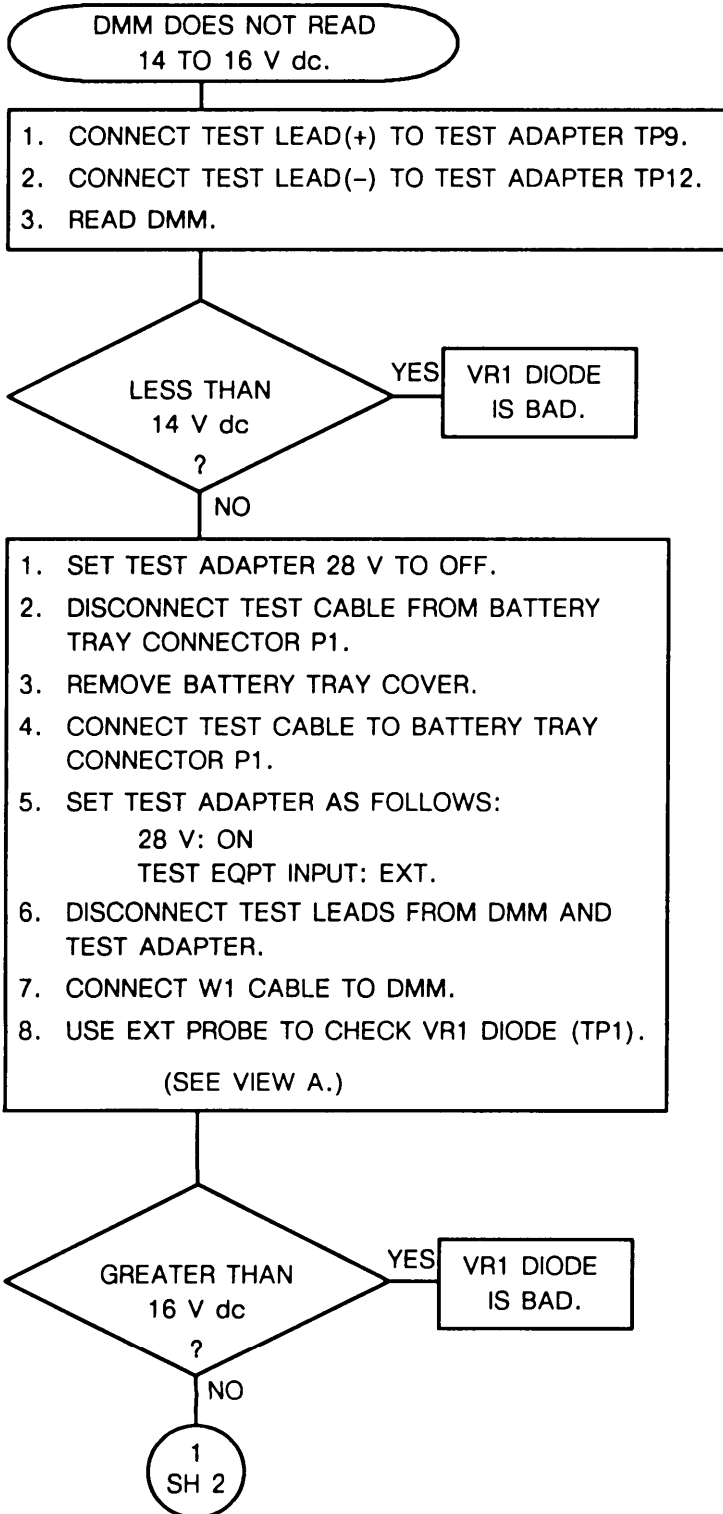 DMM DOES NOT READ
14 TO 16 V dc.
1. CONNECT TEST LEAD(+) TO TEST ADAPTER TP9.
2. CONNECT TEST LEAD(–) TO TEST ADAPTER TP12.
3. READ DMM.
LESS THAN
14 V dc
?
YES
VR1 DIODE
IS BAD.
NO
1. SET TEST ADAPTER 28 V TO OFF.
2. DISCONNECT TEST CABLE FROM BATTERY
TRAY CONNECTOR P1.
3. REMOVE BATTERY TRAY COVER.
4. CONNECT TEST CABLE TO BATTERY TRAY
CONNECTOR P1.
5. SET TEST ADAPTER AS FOLLOWS:
28 V: ON
TEST EQPT INPUT: EXT.
6. DISCONNECT TEST LEADS FROM DMM AND
TEST ADAPTER.
7. CONNECT W1 CABLE TO DMM.
8. USE EXT PROBE TO CHECK VR1 DIODE (TP1).
(SEE VIEW A.)
GREATER THAN
16 V dc
?
YES
VR1 DIODE
IS BAD.
NO
1
SH 2